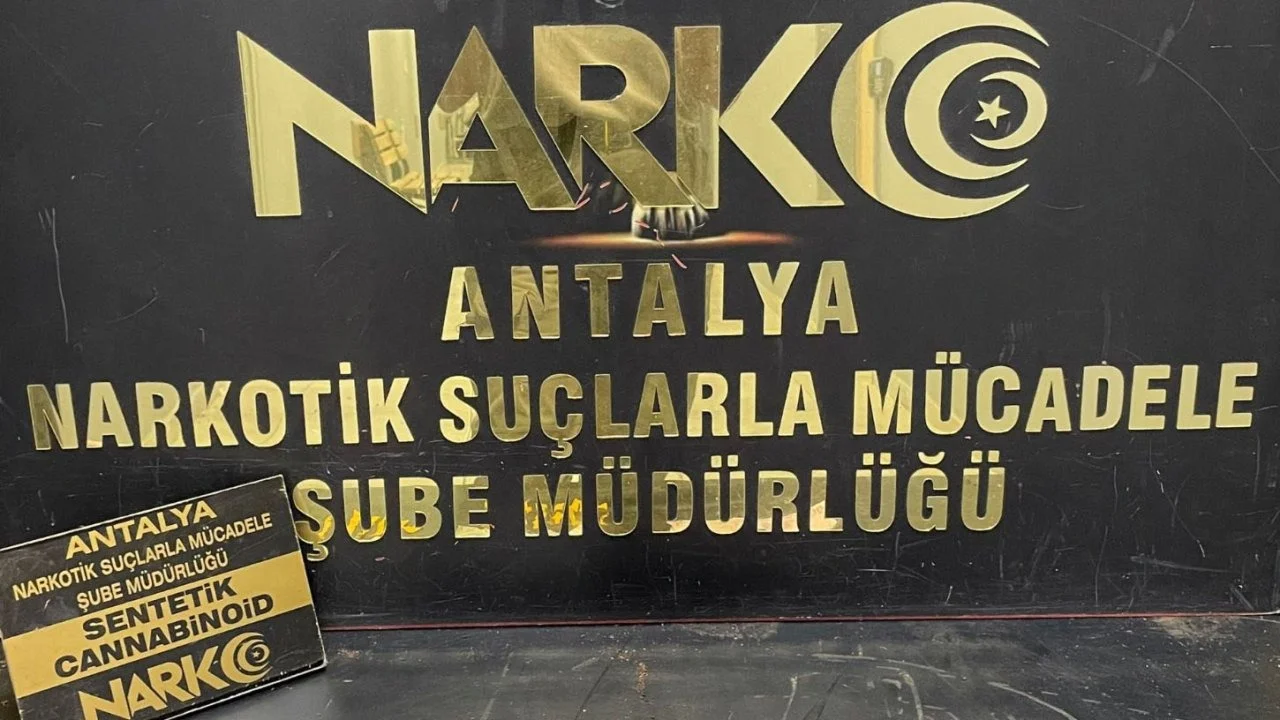 NARKO
ANTALYA
NARKOTİK SUÇLARLA MÜCADELE
ŞUBE MÜDÜRLÜĞÜ
ANTALYA
NARKOTİK SUÇLARLA MÜCADELE
ŞUBE MÜDÜRLÜĞÜ
SENTETİK
CANNABİNOİD
NARKO